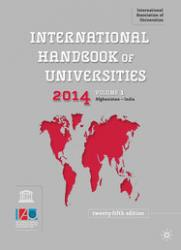 International
Association of
Universities
INTERNATIONAL
HANDBOOK OF
UNIVERSITIES
2014 VOLUME 1
Afghanistan – India
IAU
twenty-fifth edition